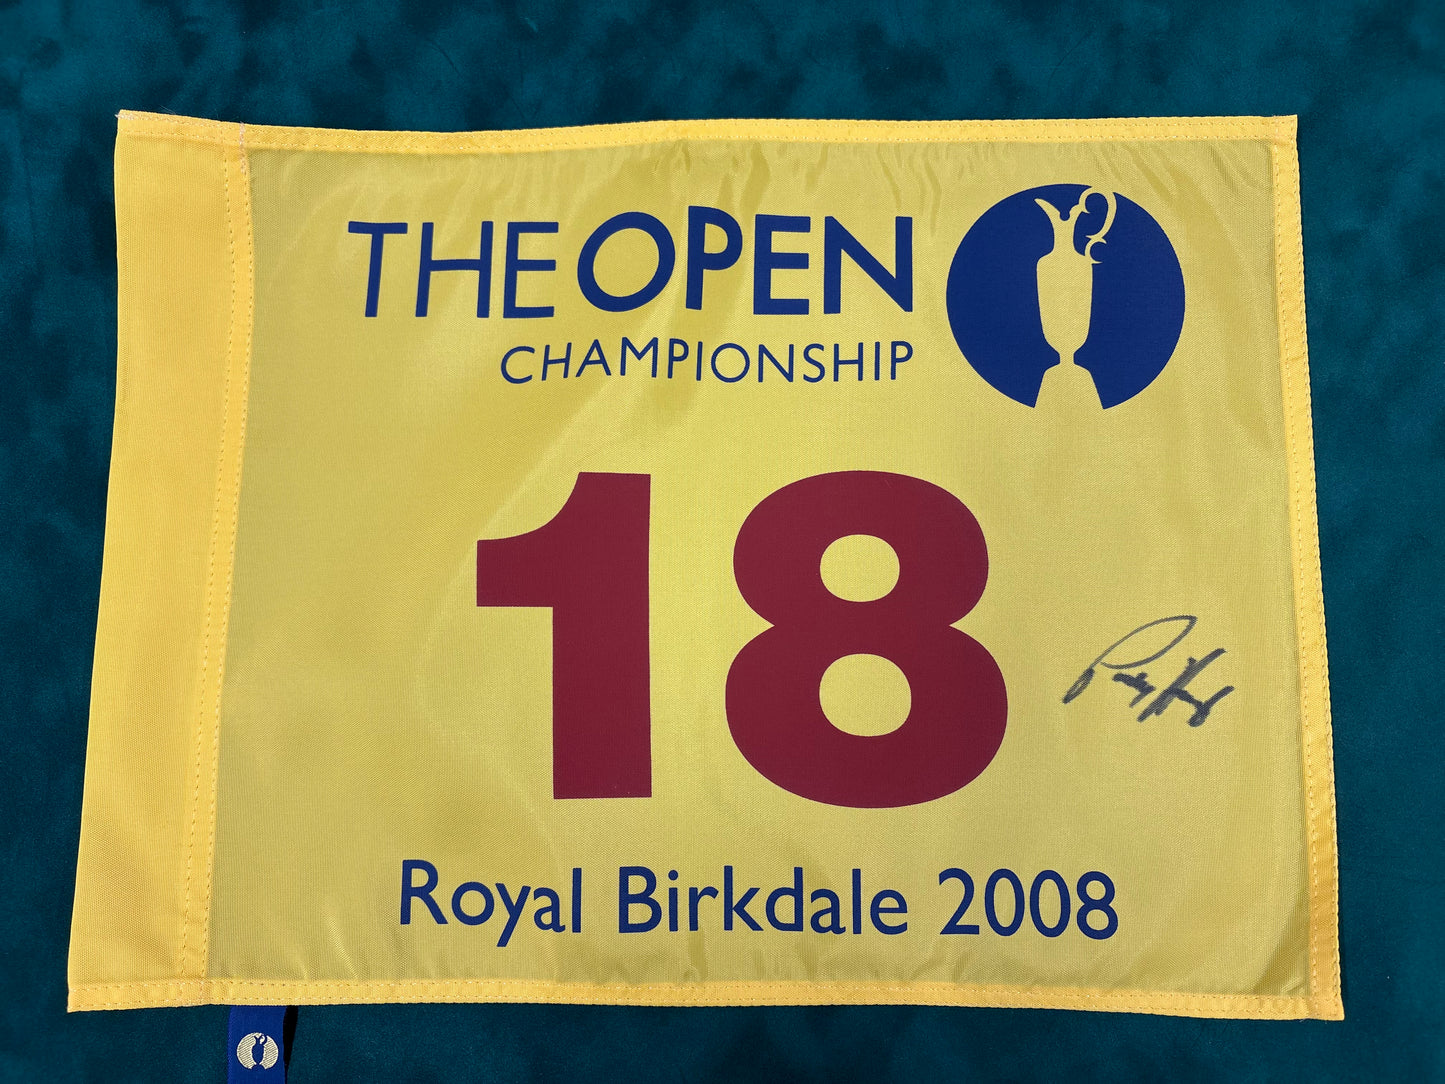 THE OPEN
CHAMPIONSHIP
18
Royal Birkdale 2008